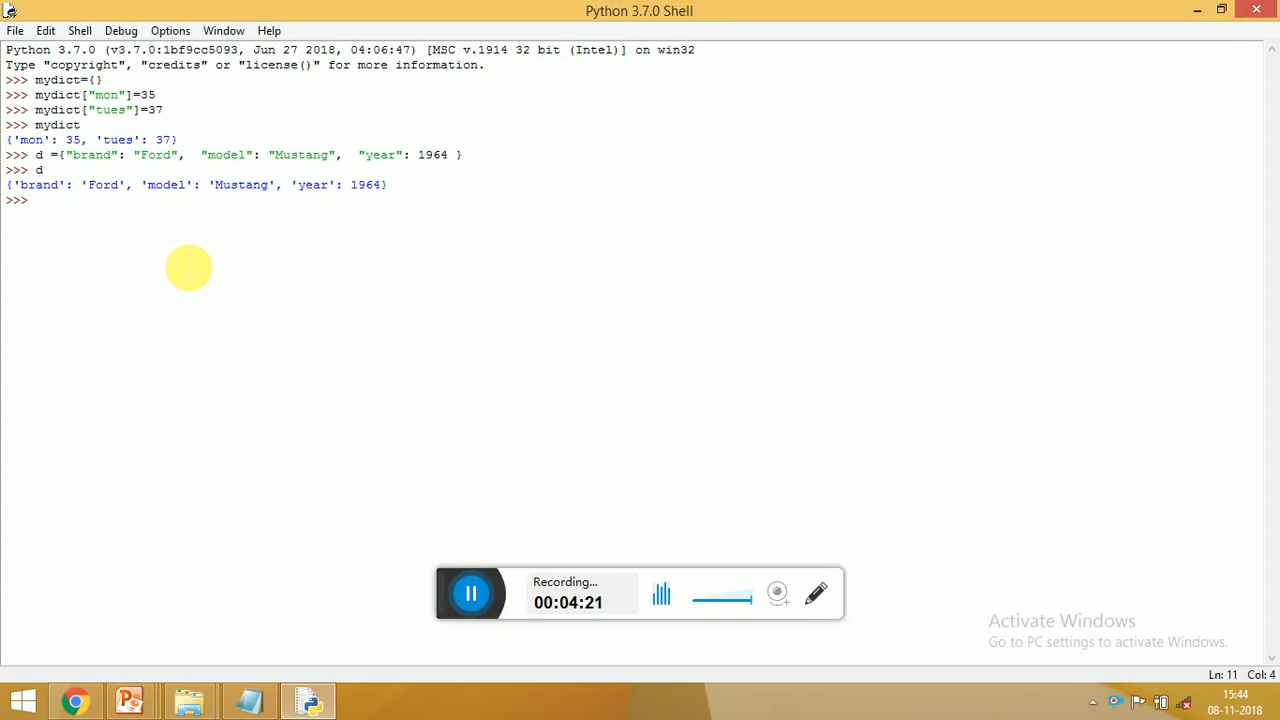 Python 3.7.0 Shell
File Edit Shell Debug Options Window Help
Python 3.7.0 (v3.7.0:1bf9cc5093, Jun 27 2018, 04:06:47) [MSC v.1914 32 bit (Intel)] on win32
Type "copyright", "credits" or "license()" for more information.
>>> mydict={}
>>> mydict["mon"]=35
>>> mydict["tues"]=37
>>> mydict
{'mon': 35, 'tues': 37}
>>> d ={"brand": "Ford",  "model": "Mustang",  "year": 1964 }
>>> d
{'brand': 'Ford', 'model': 'Mustang', 'year': 1964}
>>>
Recording...
00:04:21
Activate Windows
Go to PC settings to activate Windows.
Ln: 11 Col: 4
15:44
08-11-2018